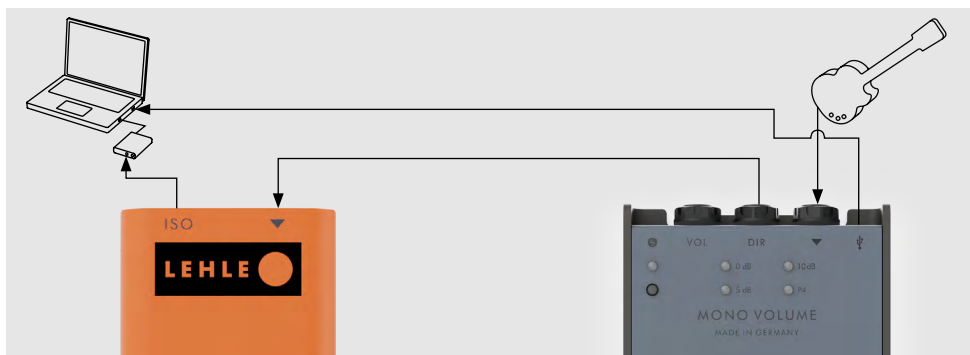 ISO
LEHLE
VOL DIR
0 dB 10 dB
5 dB P4
MONO VOLUME
MADE IN GERMANY